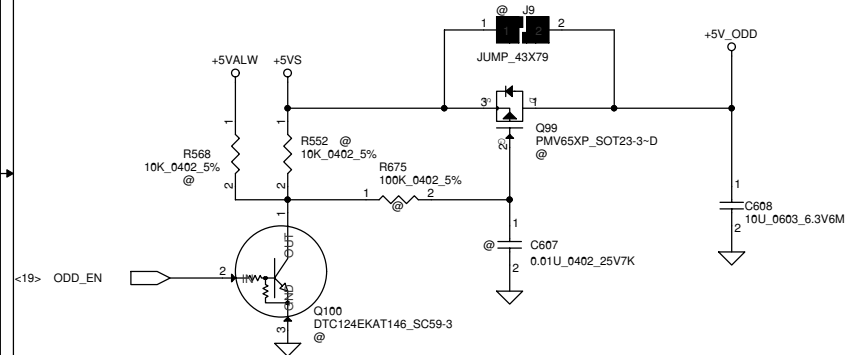 @ J9
1 1 2 2
JUMP_43X79
+5V_ODD
+5VALW +5VS
3 S D 1
Q99
PMV65XP_SOT23-3~D
@
G
2
1 1
R568
10K_0402_5%
@
R552 @
10K_0402_5%
2 2
R675
1 2
100K_0402_5%
@
1
C608
10U_0603_6.3V6M
2
1
@ C607
0.01U_0402_25V7K
2
1
OUT
<19> ODD_EN
2 IN
GND
3
Q100
DTC124EKAT146_SC59-3
@